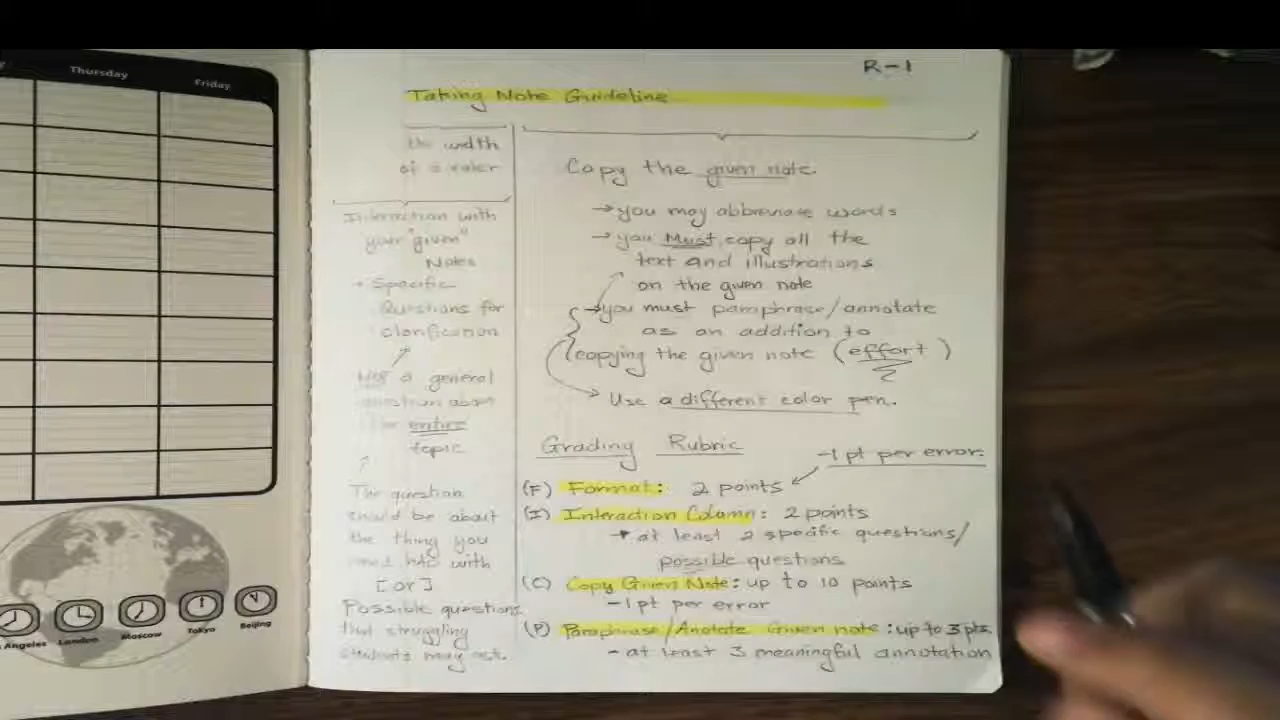 Thursday
Friday
Angeles
London
Moscow
Tokyo
Beijing
R-1
Taking Note Guideline
the width
of a ruler
Interaction with
your "given"
Notes
Specific
Questions for
clarification
Not a general
question about
the entire
topic
The question
should be about
the thing you
had with
[or]
Possible questions
that struggling
students may ask.
Copy the given note.
→ you may abbreviate words
→ you Must copy all the
text and illustrations
on the given note
→ you must paraphrase/annotate
as an addition to
copying the given note (effort)
→ Use a different color pen.
Grading Rubric
-1 pt per error.
(F) Format: 2 points
(I) Interaction Column: 2 points
→ at least 2 specific questions/
possible questions
(C) Copy Given Note: up to 10 points
-1 pt per error
(P) Paraphrase/Anotate Given note: up to 3 pts.
- at least 3 meaningful annotation